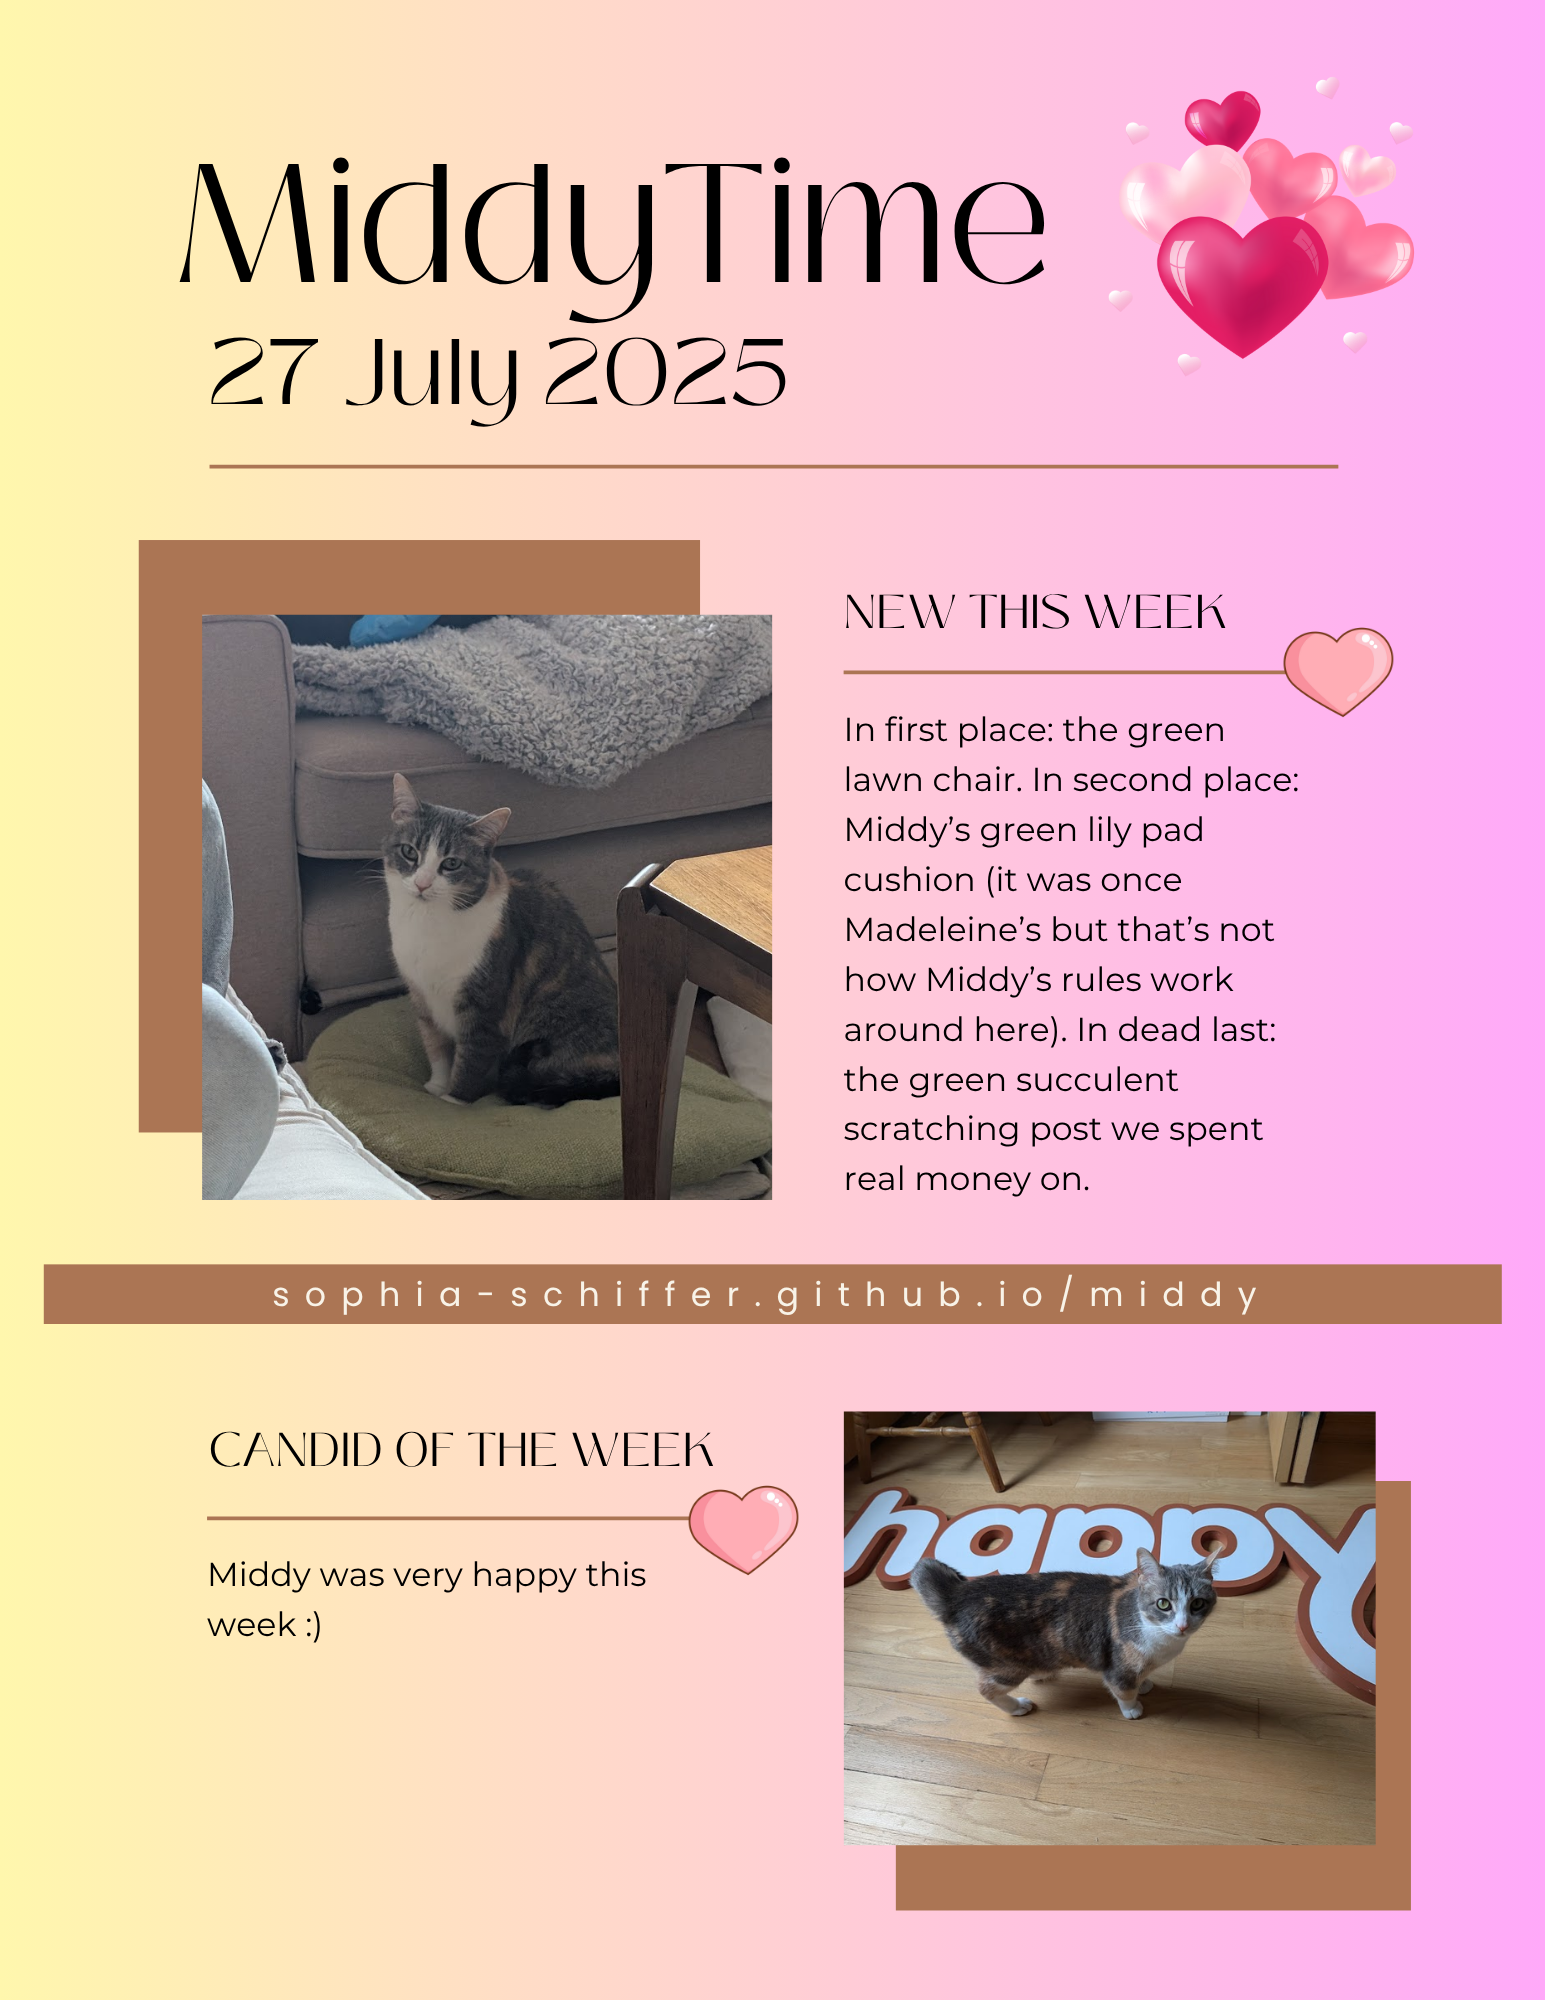 MiddyTime
27 July 2025
NEW THIS WEEK
In first place: the green
lawn chair. In second place:
Middy’s green lily pad
cushion (it was once
Madeleine’s but that’s not
how Middy’s rules work
around here). In dead last:
the green succulent
scratching post we spent
real money on.
sophia-schiffer.github.io/middy
CANDID OF THE WEEK
Middy was very happy this
week :)
happy